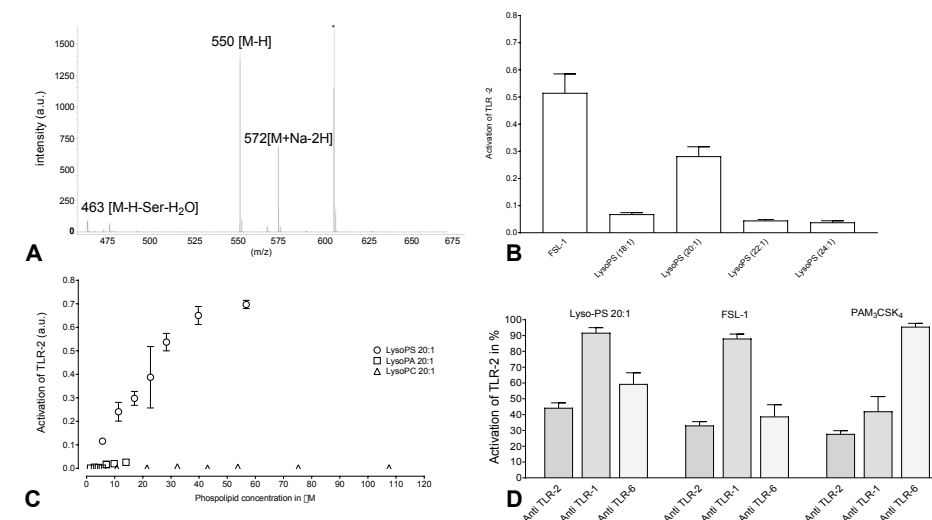 A
intensity (a.u.)
1500
1250
1000
750
500
250
0
550 [M-H]
*
572[M+Na-2H]
463 [M-H-Ser-H₂O]
475 500 550 550 600 625 650 675
(m/z)
B
Activation of TLR -2
0.8
0.7
0.6
0.5
0.4
0.3
0.2
0.1
0.0
FSL-1
LysoPS (18:1)
LysoPS (20:1)
LysoPS (22:1)
LysoPS (24:1)
C
Activation of TLR-2 (a.u.)
0.8
0.7
0.6
0.5
0.4
0.3
0.2
0.1
0.0
0 10 20 30 40 50 60 70 80 90 100 110 120
Phospolipid concentration in □M
LysoPS 20:1
LysoPA 20:1
LysoPC 20:1
D
Activation of TLR-2 in %
100
90
80
70
60
50
40
30
20
10
0
Lyso-PS 20:1
FSL-1
PAM₃CSK₄
Anti TLR-2
Anti TLR-1
Anti TLR-6
Anti TLR-2
Anti TLR-1
Anti TLR-6
Anti TLR-2
Anti TLR-1
Anti TLR-6